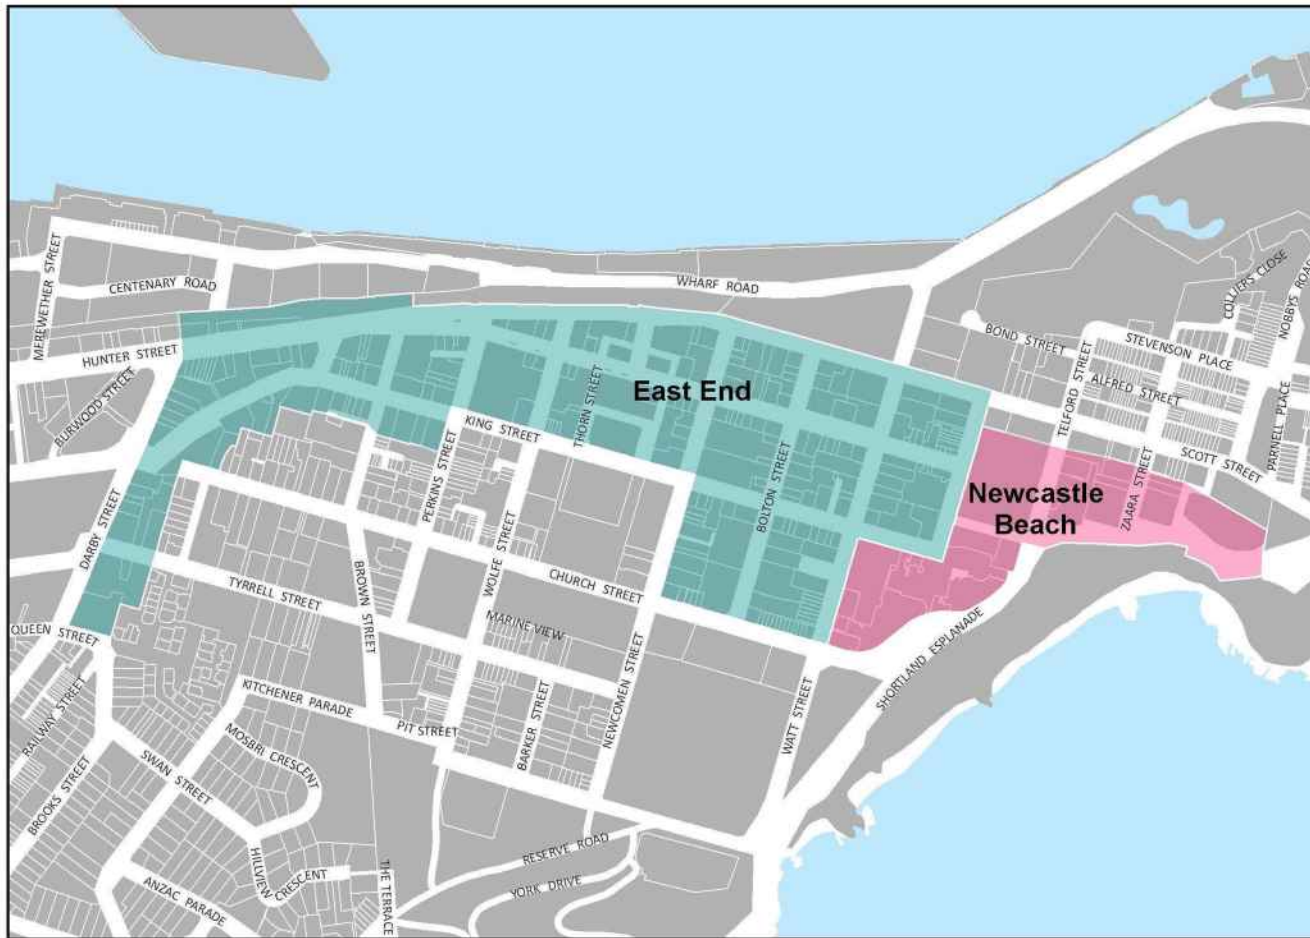 MEREWETHER STREET
CENTENARY ROAD
WHARF ROAD
COLLIERS CLOSE
NOBBYS ROAD
HUNTER STREET
BURWOOD STREET
BOND STREET
STEVENSON PLACE
ALFRED STREET
TELFORD STREET
SCOTT STREET
PARNELL PLACE
ZAARA STREET
East End
THORN STREET
KING STREET
PERKINS STREET
BOLTON STREET
Newcastle
Beach
DARBY STREET
WOLFE STREET
CHURCH STREET
TYRRELL STREET
BROWN STREET
MARINE VIEW
NEWCOMEN STREET
SHORTLAND ESPLANADE
WATT STREET
QUEEN STREET
RAILWAY STREET
KITCHENER PARADE
PIT STREET
BARKER STREET
MOSBRI CRESCENT
SWAN STREET
BROOKS STREET
HILLVIEW CRESCENT
ANZAC PARADE
THE TERRACE
RESERVE ROAD
YORK DRIVE